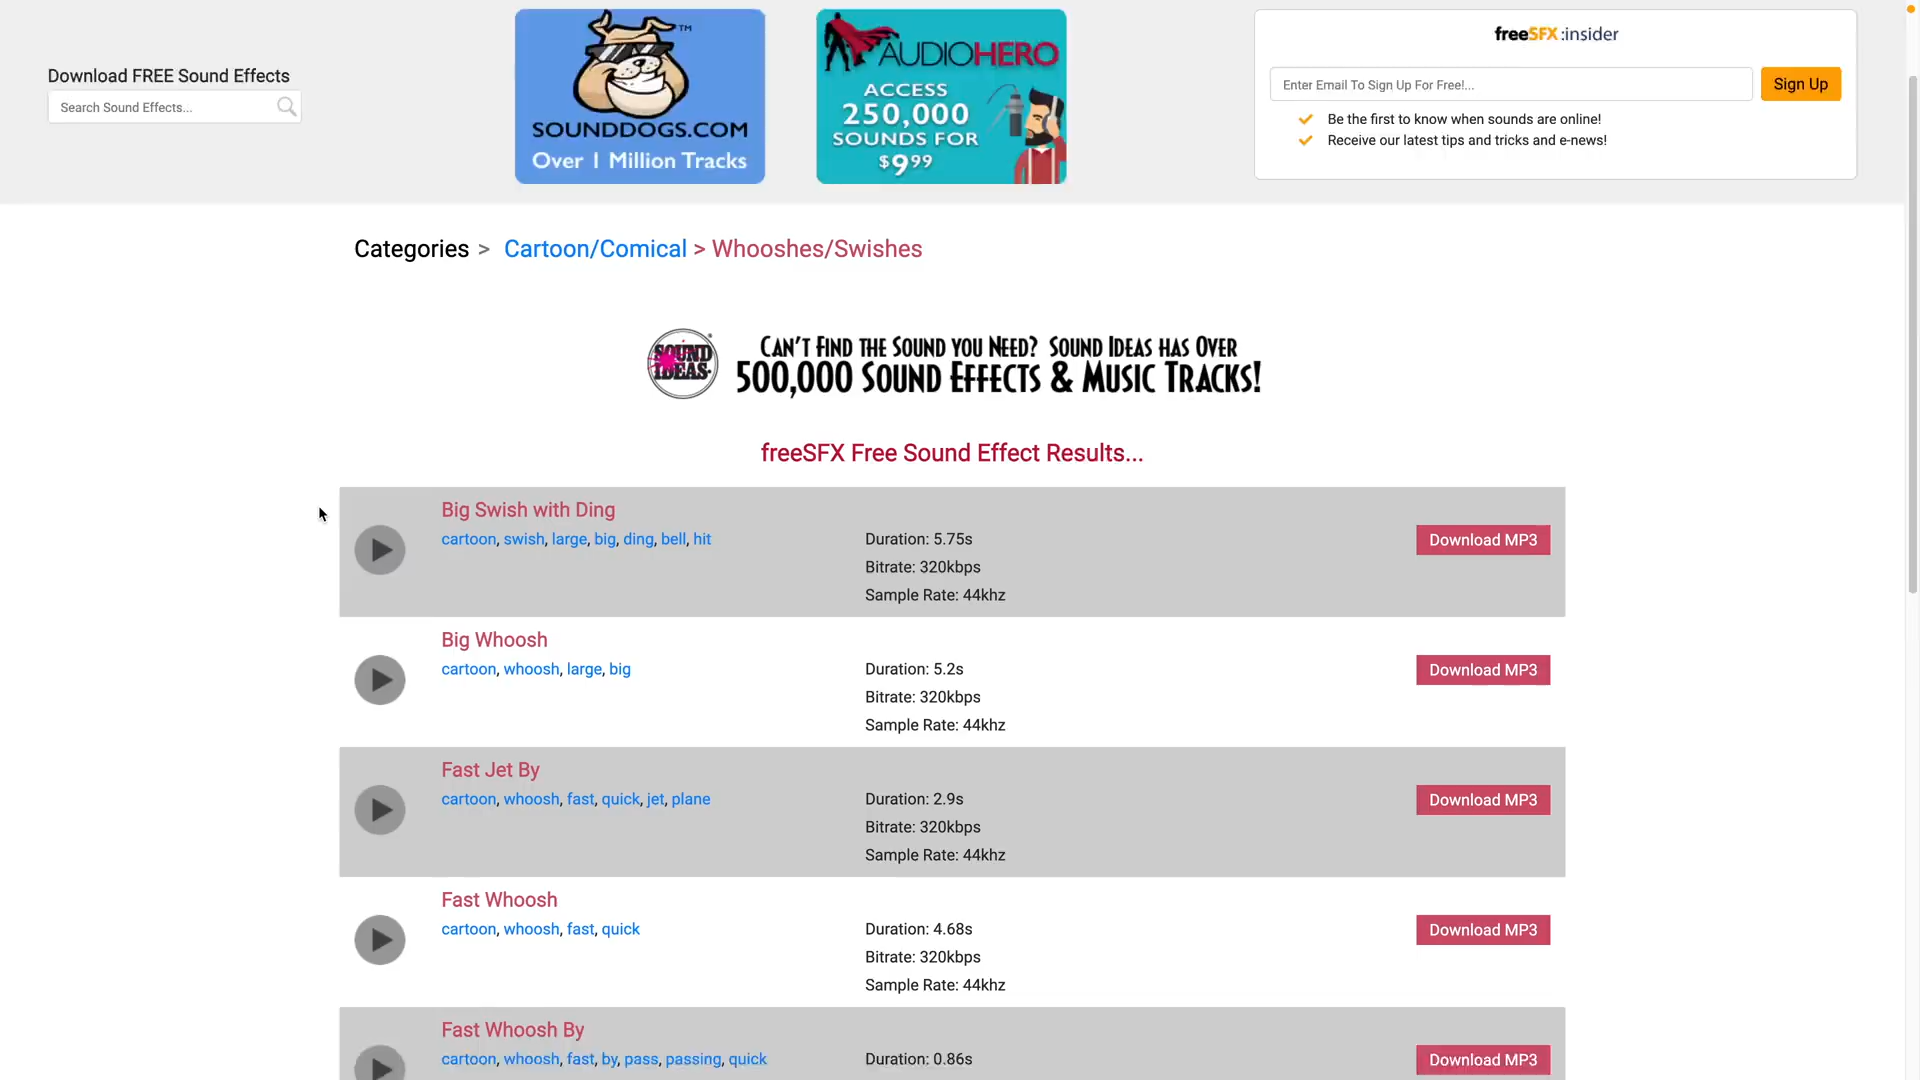 Download FREE Sound Effects
Search Sound Effects...
SOUNDDOGS.COM™
Over 1 Million Tracks
AUDIOHERO
ACCESS
250,000
SOUNDS FOR
$9.99
freeSFX:insider
Enter Email To Sign Up For Free!...
Sign Up
Be the first to know when sounds are online!
Receive our latest tips and tricks and e-news!
Categories > Cartoon/Comical > Whooshes/Swishes
SOUND
IDEAS
CAN'T FIND THE SOUND YOU NEED? SOUND IDEAS HAS OVER
500,000 SOUND EFFECTS & MUSIC TRACKS!
freeSFX Free Sound Effect Results...
Big Swish with Ding
cartoon, swish, large, big, ding, bell, hit
Duration: 5.75s
Bitrate: 320kbps
Sample Rate: 44khz
Download MP3
Big Whoosh
cartoon, whoosh, large, big
Duration: 5.2s
Bitrate: 320kbps
Sample Rate: 44khz
Download MP3
Fast Jet By
cartoon, whoosh, fast, quick, jet, plane
Duration: 2.9s
Bitrate: 320kbps
Sample Rate: 44khz
Download MP3
Fast Whoosh
cartoon, whoosh, fast, quick
Duration: 4.68s
Bitrate: 320kbps
Sample Rate: 44khz
Download MP3
Fast Whoosh By
cartoon, whoosh, fast, by, pass, passing, quick
Duration: 0.86s
Download MP3